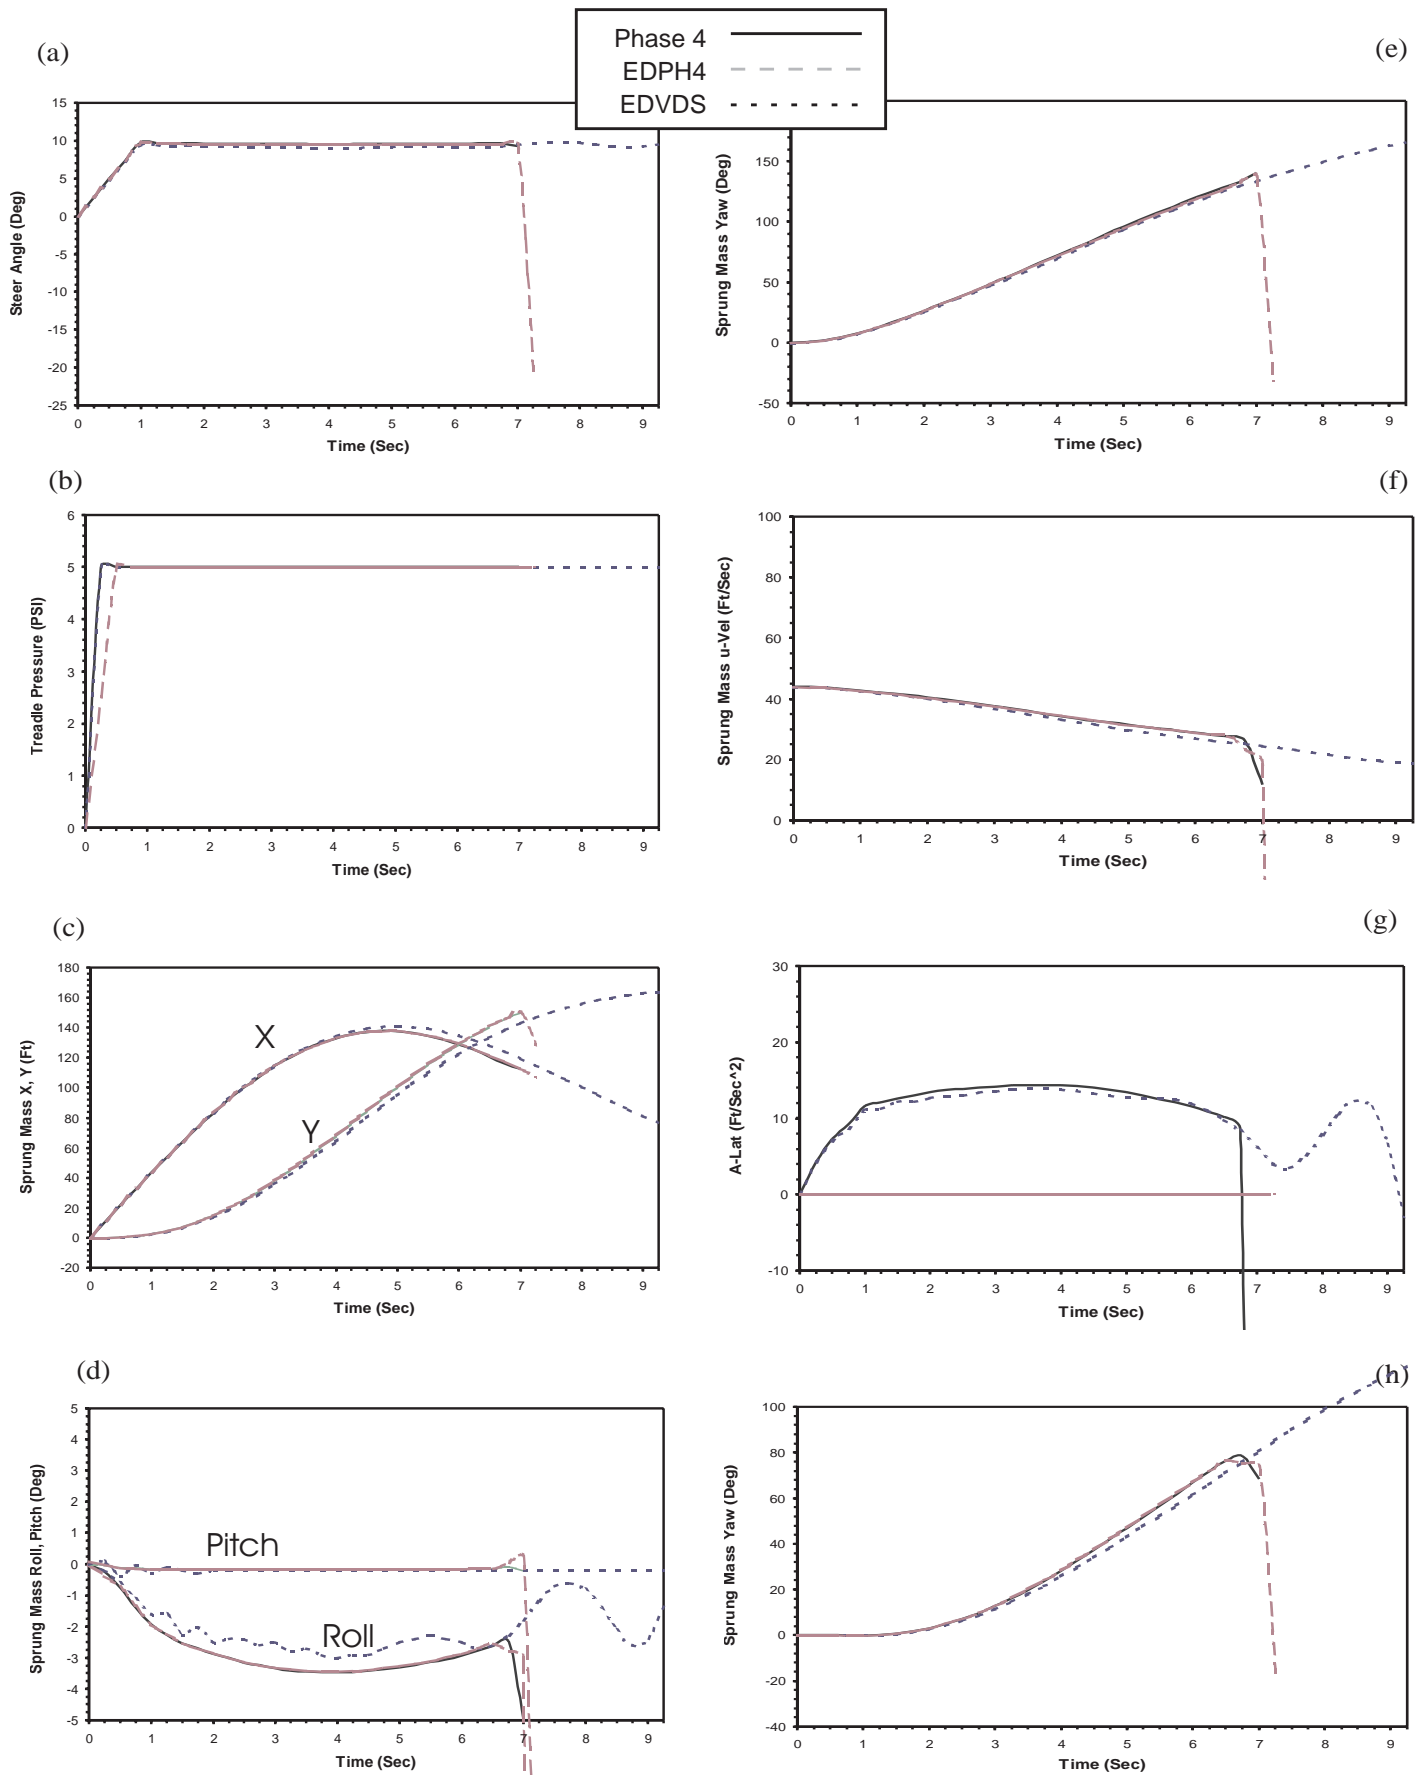 Phase 4
EDPH4
EDVDS
(a)
15
10
5
0
-5
-10
-15
-20
-25
Steer Angle (Deg)
0 1 2 3 4 5 6 7 8 9
Time (Sec)
(b)
6
5
4
3
2
1
0
Treadle Pressure (PSI)
0 1 2 3 4 5 6 7 8 9
Time (Sec)
(c)
180
160
140
120
100
80
60
40
20
0
-20
Sprung Mass X, Y (Ft)
X
Y
0 1 2 3 4 5 6 7 8 9
Time (Sec)
(d)
5
4
3
2
1
0
-1
-2
-3
-4
-5
Sprung Mass Roll, Pitch (Deg)
Pitch
Roll
0 1 2 3 4 5 6 7 8 9
Time (Sec)
(e)
150
100
50
0
-50
Sprung Mass Yaw (Deg)
0 1 2 3 4 5 6 7 8 9
Time (Sec)
(f)
100
80
60
40
20
0
Sprung Mass u-Vel (Ft/Sec)
0 1 2 3 4 5 6 7 8 9
Time (Sec)
(g)
30
20
10
0
-10
A-Lat (Ft/Sec^2)
0 1 2 3 4 5 6 7 8 9
Time (Sec)
(h)
100
80
60
40
20
0
-20
-40
Sprung Mass Yaw (Deg)
0 1 2 3 4 5 6 7 8 9
Time (Sec)